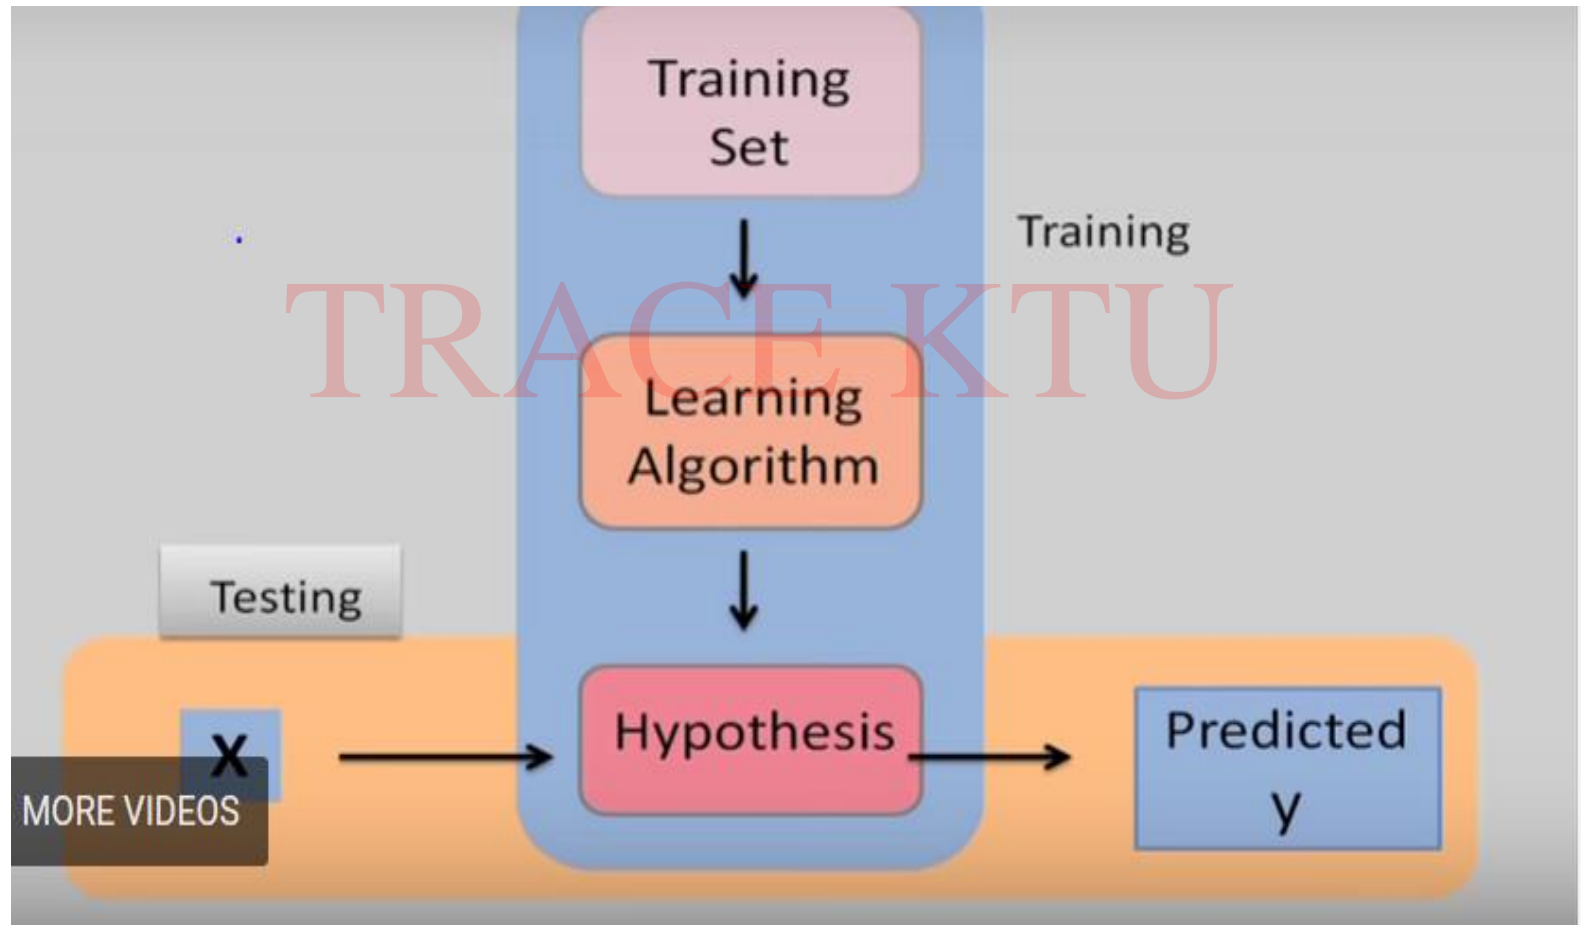 Training
Set
Training
TRACE KTU
Learning
Algorithm
Testing
X
Hypothesis
Predicted
y
MORE VIDEOS